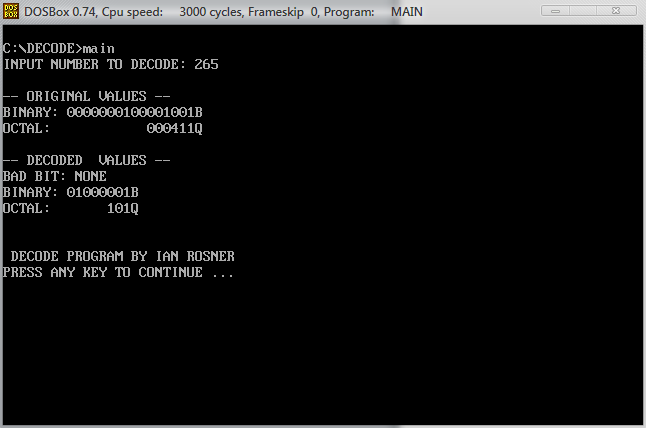 DOS BOX DOSBox 0.74, Cpu speed: 3000 cycles, Frameskip 0, Program: MAIN
C:\DECODE>main
INPUT NUMBER TO DECODE: 265
-- ORIGINAL VALUES --
BINARY: 0000000100001001B
OCTAL: 000411Q
-- DECODED VALUES --
BAD BIT: NONE
BINARY: 01000001B
OCTAL: 101Q
DECODE PROGRAM BY IAN ROSNER
PRESS ANY KEY TO CONTINUE ...